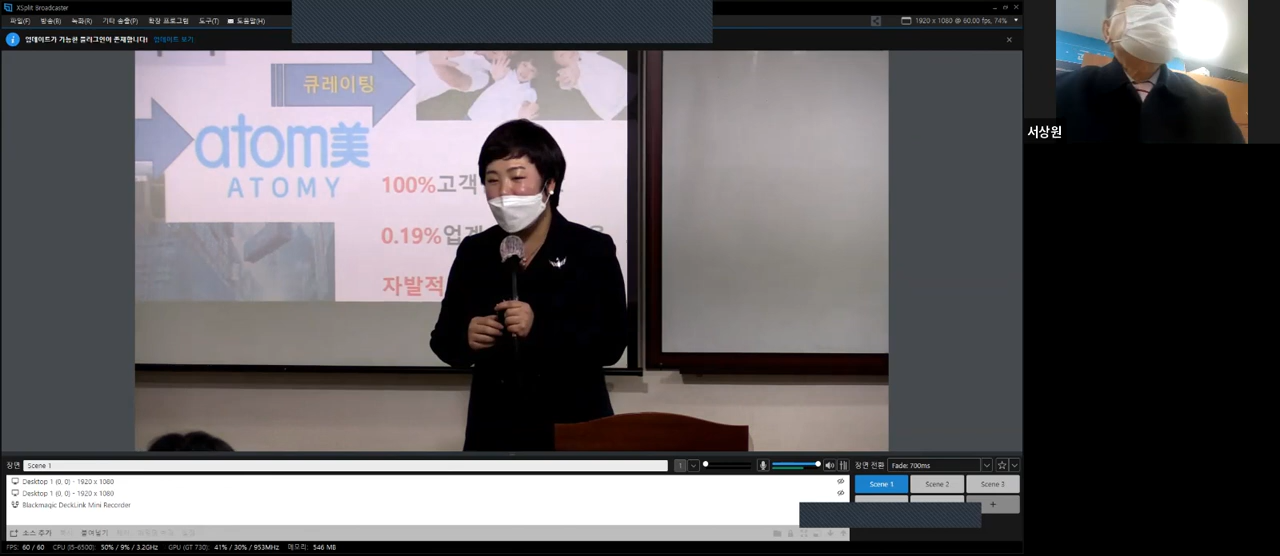 XSplit Broadcaster
파일(F) 방송(B) 녹화(R) 기타 송출(P) 확장 프로그램 도구(T) 도움말(H)
1920 x 1080 @ 60.00 fps, 74%
업데이트가 가능한 플러그인이 존재합니다! 업데이트 보기
큐레이팅
atom美
ATOMY
100%고객
0.19%업계
자발적
서상원
장면 Scene 1
1
장면 전환 Fade: 700ms
Desktop 1 (0, 0) - 1920 x 1080
Desktop 1 (0, 0) - 1920 x 1080
Blackmagic DeckLink Mini Recorder
Scene 1 Scene 2 Scene 3
소스 추가 붙여넣기
FPS: 60 / 60 CPU (i5-6500): 50% / 9% / 3.2GHz GPU (GT 730): 41% / 30% / 953MHz 메모리: 546 MB